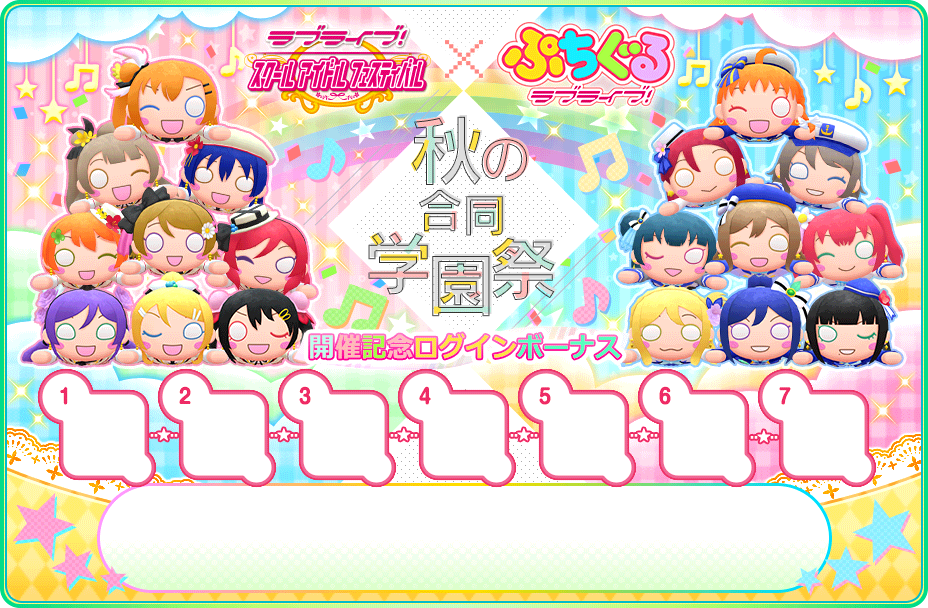 ラブライブ!
スクールアイドルフェスティバル
×
ぷちぐる
ラブライブ!
秋の
合同
学園祭
開催記念ログインボーナス
1 2 3 4 5 6 7